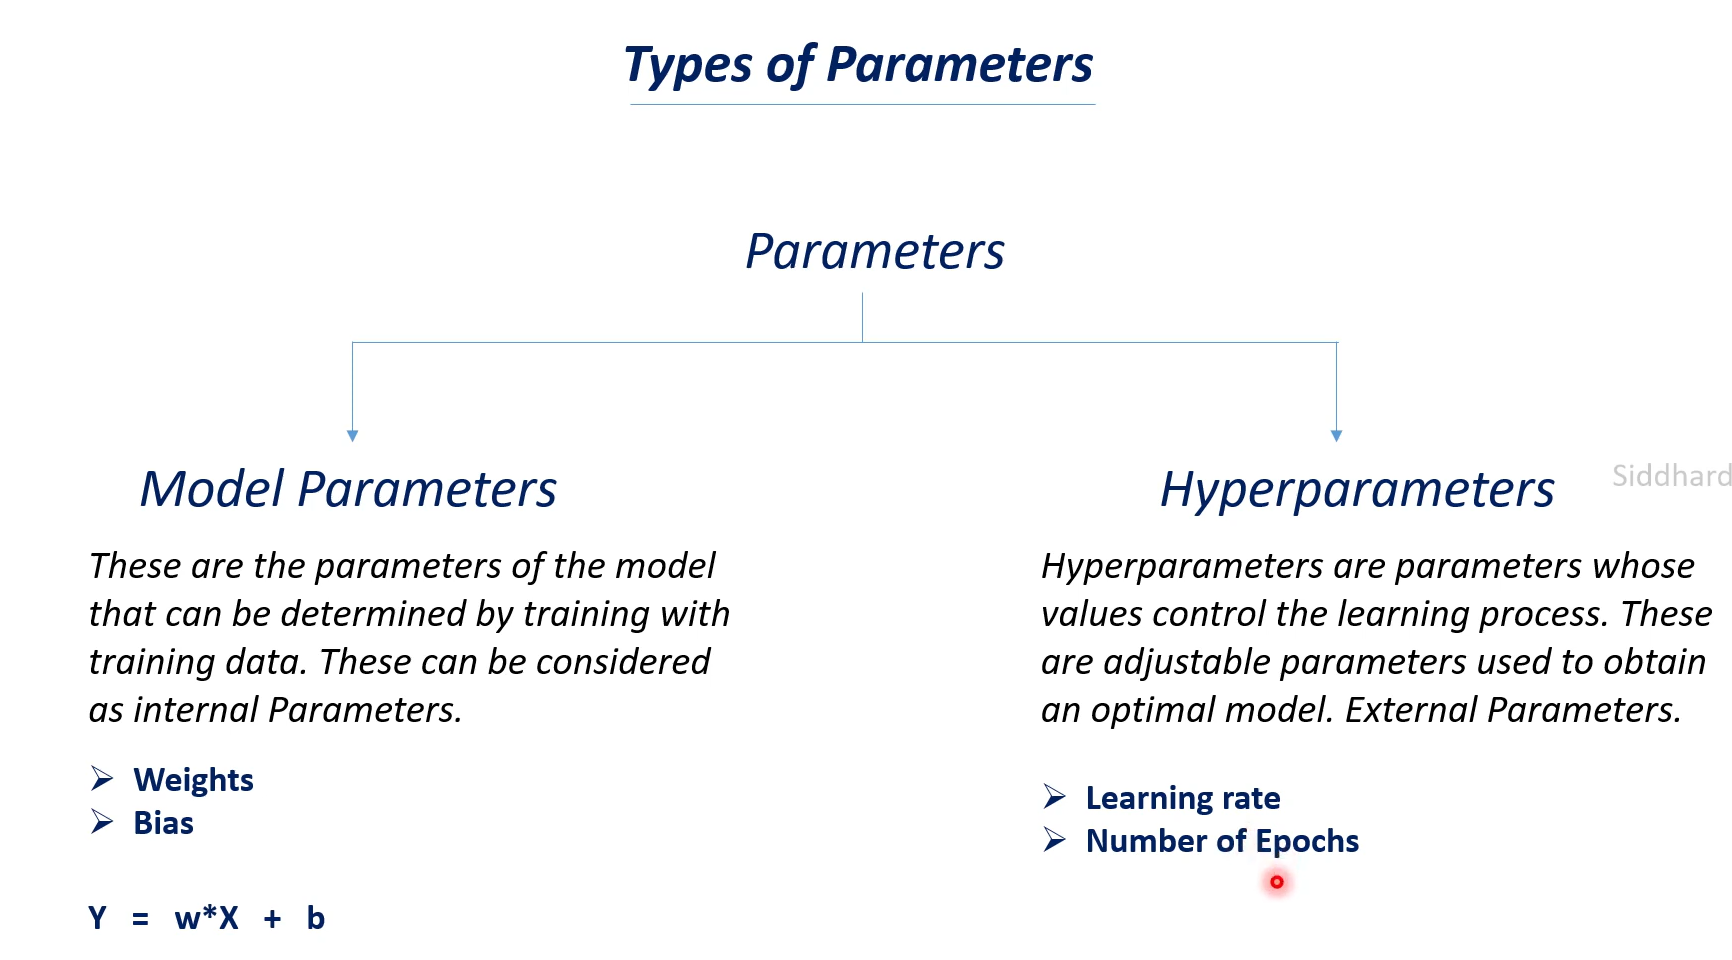 Types of Parameters
Parameters
Model Parameters
These are the parameters of the model
that can be determined by training with
training data. These can be considered
as internal Parameters.
Weights
Bias
Y = w*X + b
Hyperparameters
Siddhard
Hyperparameters are parameters whose
values control the learning process. These
are adjustable parameters used to obtain
an optimal model. External Parameters.
Learning rate
Number of Epochs